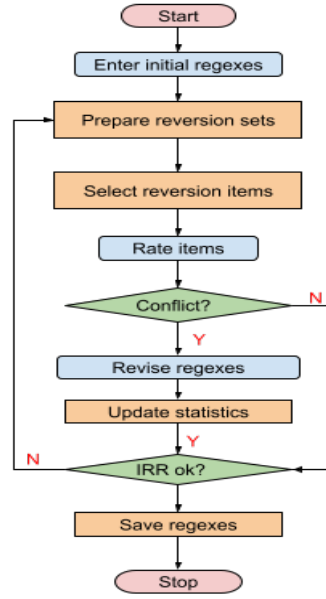 Start
Enter initial regexes
Prepare reversion sets
Select reversion items
Rate items
Conflict?
N
Y
Revise regexes
Update statistics
Y
N
IRR ok?
Save regexes
Stop